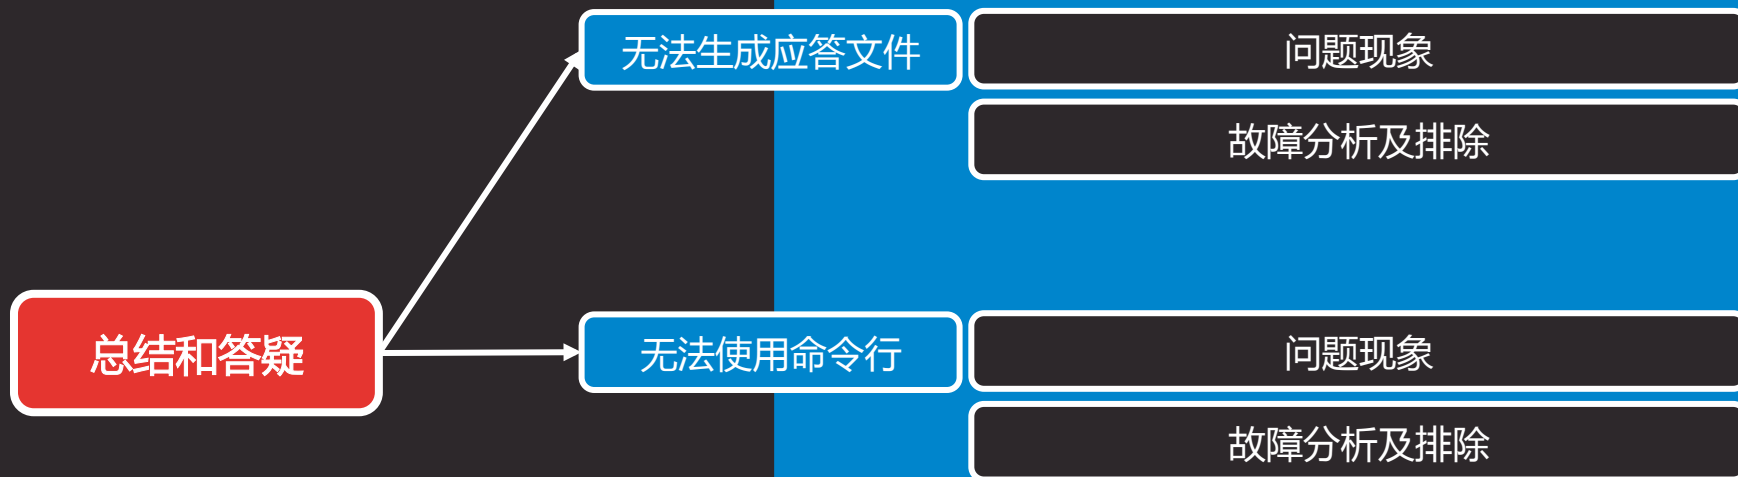 无法生成应答文件
问题现象
故障分析及排除
总结和答疑
无法使用命令行
问题现象
故障分析及排除